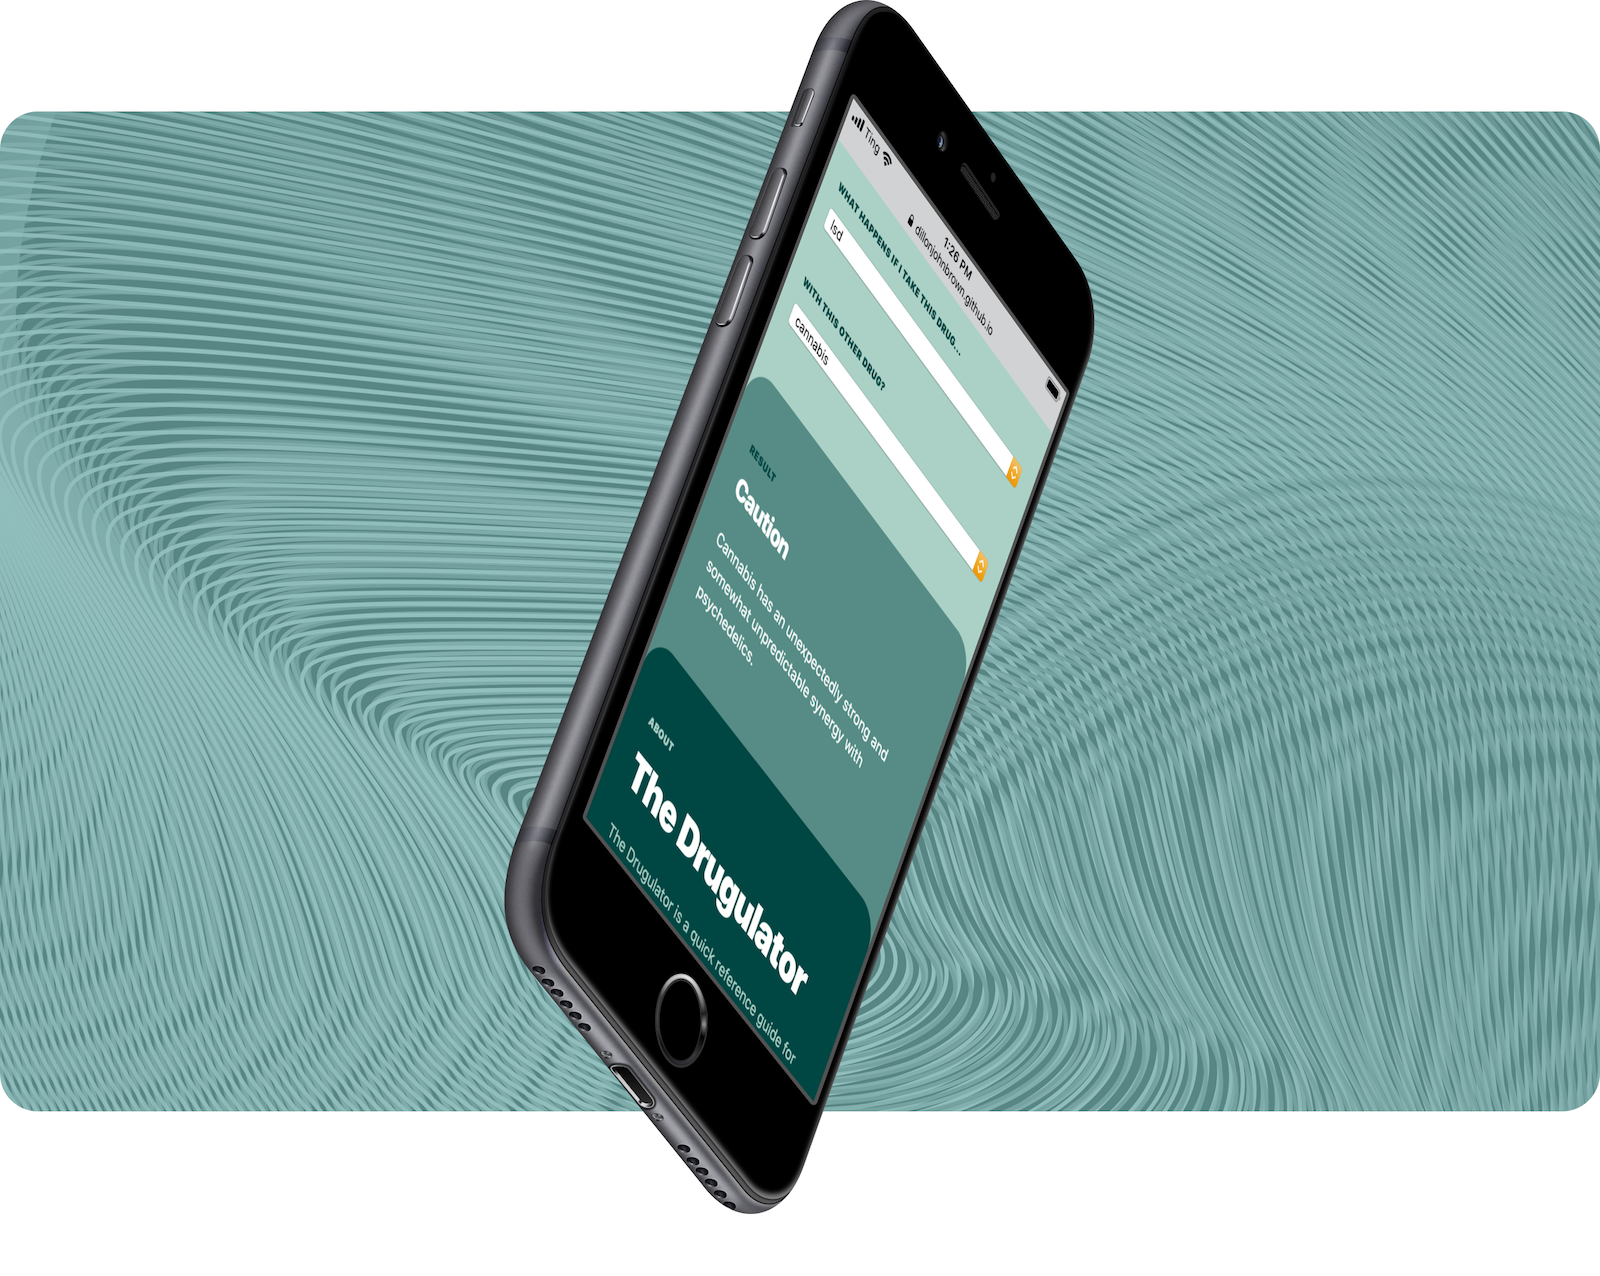 Ting
1:26 PM
dillonjohnbrown.github.io
WHAT HAPPENS IF I TAKE THIS DRUG...
lsd
WITH THIS OTHER DRUG?
cannabis
RESULT
Caution
Cannabis has an unexpectedly strong and
somewhat unpredictable synergy with
psychedelics.
ABOUT
The Drugulator
The Drugulator is a quick reference guide for